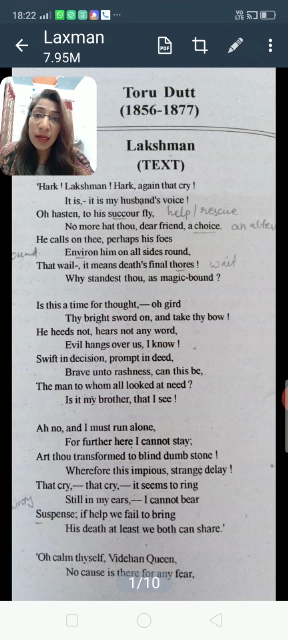 18:22
Laxman
7.95M
PDF
Toru Dutt
(1856-1877)
Lakshman
(TEXT)
'Hark ! Lakshman ! Hark, again that cry !
It is,- it is my husband's voice !
Oh hasten, to his succour fly, help/rescue
No more hat thou, dear friend, a choice.
He calls on thee, perhaps his foes
Environ him on all sides round,
That wail-, it means death's final thores ! wait
Why standest thou, as magic-bound ?
Is this a time for thought,— oh gird
Thy bright sword on, and take thy bow !
He heeds not, hears not any word,
Evil hangs over us, I know !
Swift in decision, prompt in deed,
Brave unto rashness, can this be,
The man to whom all looked at need ?
Is it my brother, that I see !
Ah no, and I must run alone,
For further here I cannot stay;
Art thou transformed to blind dumb stone !
Wherefore this impious, strange delay !
That cry,— that cry,— it seems to ring
Still in my ears,— I cannot bear
Suspense; if help we fail to bring
His death at least we both can share.'
'Oh calm thyself, Videhan Queen,
No cause is there for any fear,
1/10